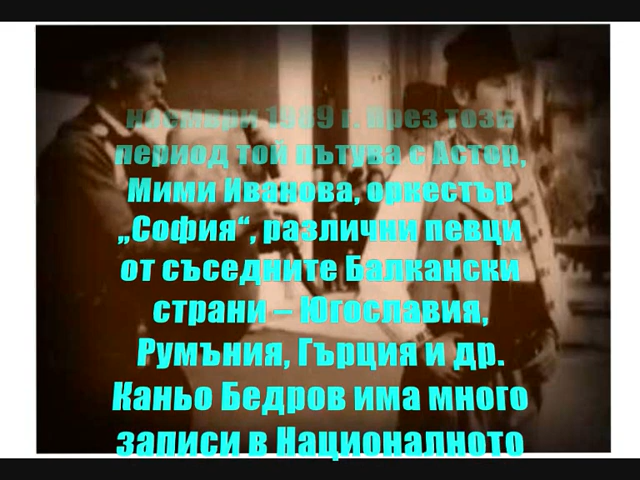 ноември 1989 г. През този
период той пътува с Астор,
Мими Иванова, оркестър
„София“, различни певци
от съседните Балкански
страни – Югославия,
Румъния, Гърция и др.
Каньо Бедров има много
записи в Националното